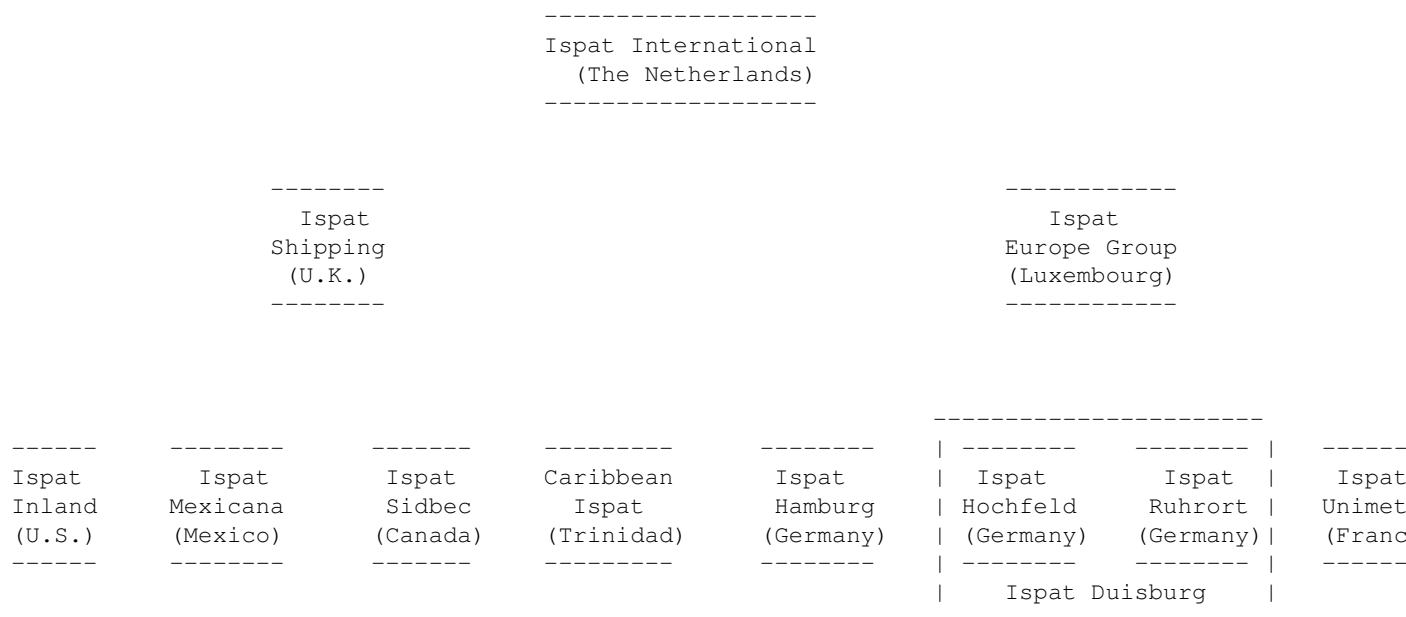 Ispat International
(The Netherlands)
Ispat
Shipping
(U.K.)
Ispat
Europe Group
(Luxembourg)
Ispat
Inland
(U.S.)
Ispat
Mexicana
(Mexico)
Ispat
Sidbec
(Canada)
Caribbean
Ispat
(Trinidad)
Ispat
Hamburg
(Germany)
Ispat
Hochfeld
(Germany)
Ispat
Ruhrort
(Germany)
Ispat Duisburg
Ispat
Unimet
(Franc